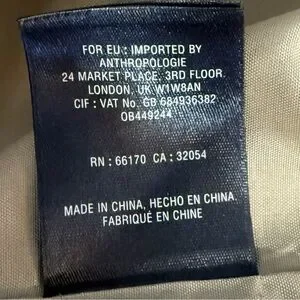 FOR EU : IMPORTED BY
ANTHROPOLOGIE
24 MARKET PLACE, 3RD FLOOR.
LONDON, UK W1W8AN
CIF : VAT No. GB 684936382
OB449244
RN : 66170 CA : 32054
MADE IN CHINA, HECHO EN CHINA
FABRIQUÉ EN CHINE